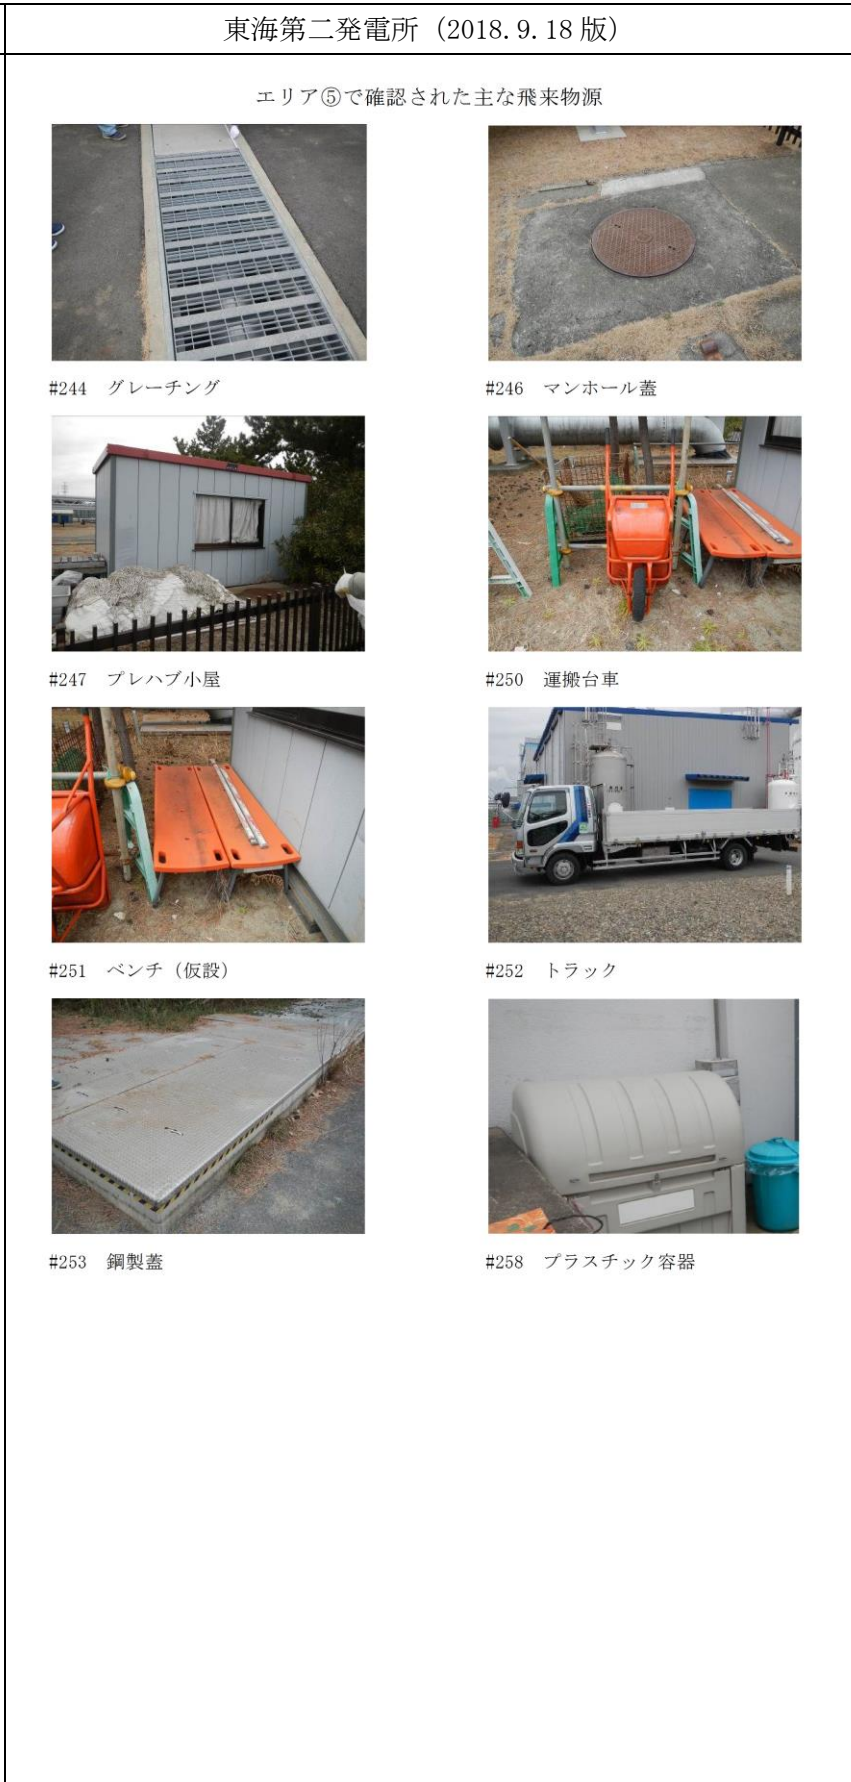 東海第二発電所（2018.9.18版）
エリア⑤で確認された主な飛来物源
#244　グレーチング
#246　マンホール蓋
#247　プレハブ小屋
#250　運搬台車
#251　ベンチ（仮設）
#252　トラック
#253　鋼製蓋
#258　プラスチック容器